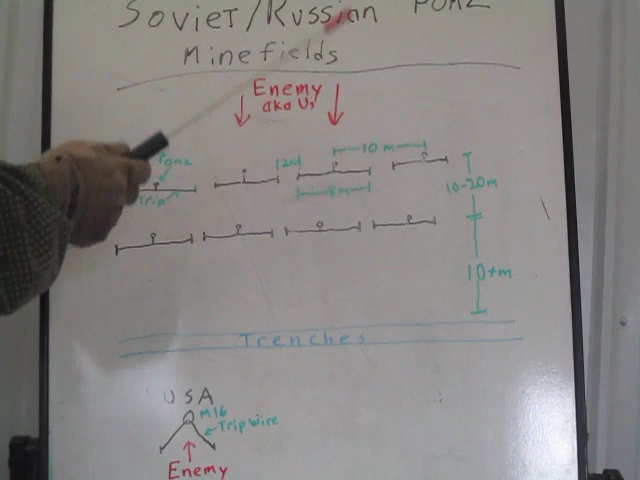 Soviet/Russian POMZ
Minefields
Enemy
aka Us
10 m
Pomz
12m
Trip
8m
10-20m
10+m
Trenches
USA
M16
Trip Wire
Enemy